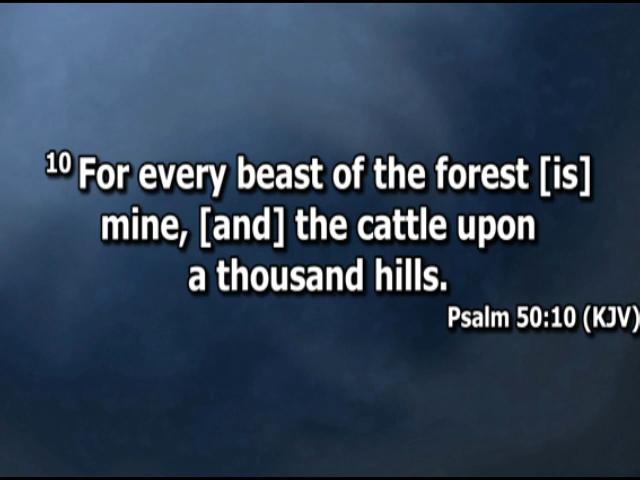 10 For every beast of the forest [is]
mine, [and] the cattle upon
a thousand hills.
Psalm 50:10 (KJV)